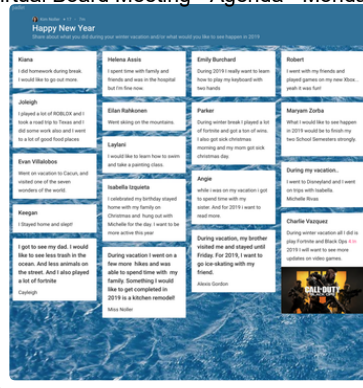 Virtual Board Meeting - Agenda - Monda
Miss Noller
Happy New Year
Share about what you did during your winter vacation and/or what would you like to see happen in 2019
Kiana
I did homework during break.
I would like to go out more.
Joleigh
I played a lot of ROBLOX and I
took a road trip to Texas and I
did some work also and I went
to a lot of good food places
Evan Villalobos
Went on vacation to Cacun, and
visited one of the seven
wonders of the world.
Keegan
I Stayed home and slept!
I got to see my dad. I would
like to see less trash in the
ocean. And less animals on
the street. And I also played
a lot of fortnite
Cayleigh
Helena Assis
I spent time with family and
friends and was in the hospital
but I'm fine now.
Eilan Rahkonen
Went skiing on the mountains.
Laylani
I would like to learn how to swim
and take a painting class.
Isabella Izquieta
I celebrated my birthday stayed
home with my family on
Christmas and hung out with
Michelle for the day. I want to be
more active this year
During vacation I went on a
few more hikes and was
able to spend time with my
family. Something I would
like to get completed in
2019 is a kitchen remodel!
Miss Noller
Emily Burchard
During 2019 I really want to learn
how to play my keyboard with
two hands
Parker
During winter break I played a lot
of fortnite and got a ton of wins.
I also got sick christmas
morning and my mom got sick
christmas day.
Angie
while i was on my vacation i got
to spend time with my
sister. And for 2019 I want to
read more.
During vacation, my brother
visited me and stayed until
Friday. For 2019, I want to
go ice-skating with my
friend.
Alexis Gordon
Robert
I went with my friends and
played games on my new Xbox .
yeah it was fun!
Maryam Zorba
What I would like to see happen
in 2019 would be to finish my
two School Semesters strongly.
During my vacation..
I went to Disneyland and I went
on trips with Isabella.
Michelle Rivas
Charlie Vazquez
During winter vacation all I did is
play Fortnite and Black Ops 4.In
2019 I will want to see more
updates on video games.
CALL OF DUTY
BLACK OPS